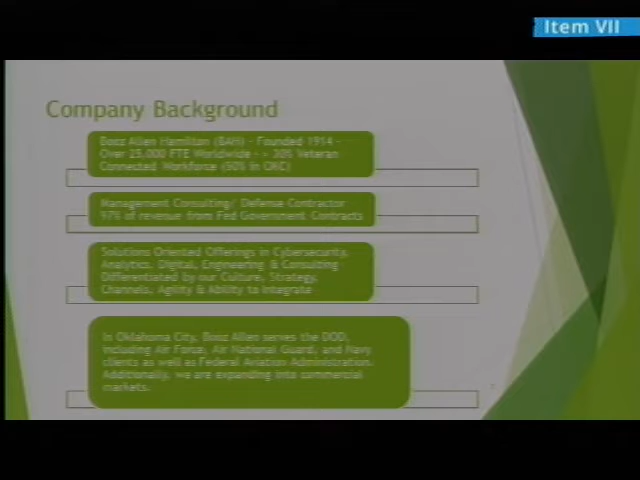 Item VII
Company Background
Booz Allen Hamilton (BAH) - Founded 1914 -
Over 25,000 FTE Worldwide - > 30% Veteran
Connected Workforce (50% in OKC)
Management Consulting/ Defense Contractor
97% of revenue from Fed Government Contracts
Solutions Oriented Offerings in Cybersecurity,
Analytics, Digital, Engineering & Consulting
Differentiated by our Culture, Strategy,
Channels, Agility & Ability to Integrate
In Oklahoma City, Booz Allen serves the DOD,
including Air Force, Air National Guard, and Navy
clients as well as Federal Aviation Administration.
Additionally, we are expanding into commercial
markets.